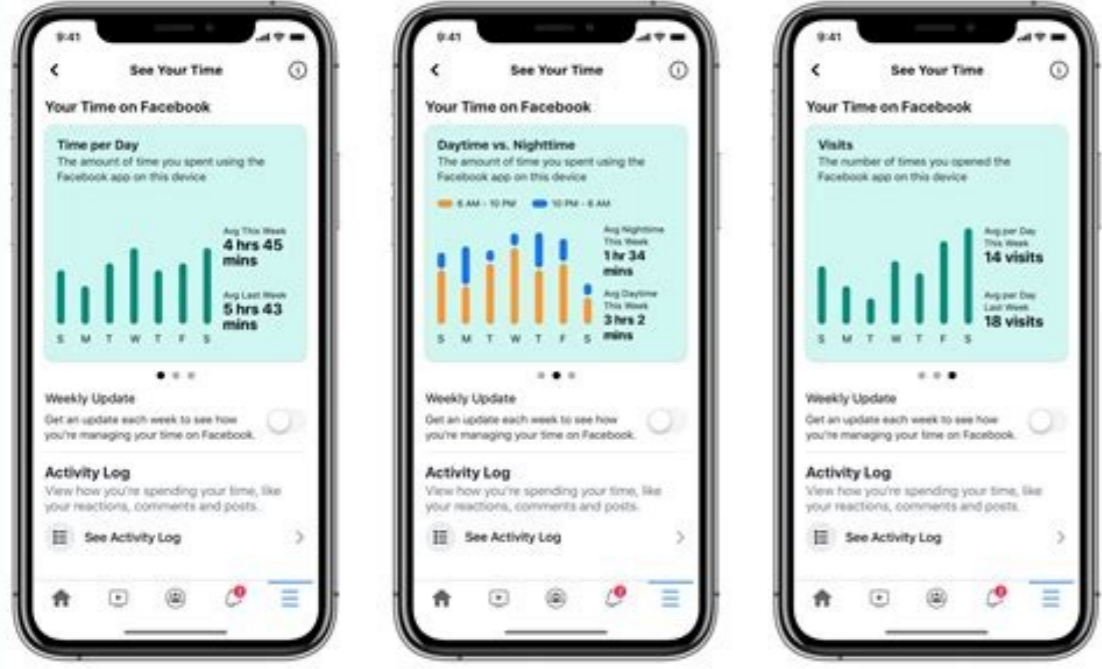 9:41
See Your Time
Your Time on Facebook
Time per Day
The amount of time you spent using the
Facebook app on this device
Avg This Week
4 hrs 45
mins
Avg Last Week
5 hrs 43
mins
S M T W T F S
Weekly Update
Get an update each week to see how
you're managing your time on Facebook.
Activity Log
View how you're spending your time, like
your reactions, comments and posts.
See Activity Log
9:41
See Your Time
Your Time on Facebook
Daytime vs. Nighttime
The amount of time you spent using the
Facebook app on this device
6 AM - 10 PM 10 PM - 6 AM
Avg Nighttime
This Week
1 hr 34
mins
Avg Daytime
This Week
3 hrs 2
mins
S M T W T F S
Weekly Update
Get an update each week to see how
you're managing your time on Facebook.
Activity Log
View how you're spending your time, like
your reactions, comments and posts.
See Activity Log
9:41
See Your Time
Your Time on Facebook
Visits
The number of times you opened the
Facebook app on this device
Avg per Day
This Week
14 visits
Avg per Day
Last Week
18 visits
S M T W T F S
Weekly Update
Get an update each week to see how
you're managing your time on Facebook.
Activity Log
View how you're spending your time, like
your reactions, comments and posts.
See Activity Log